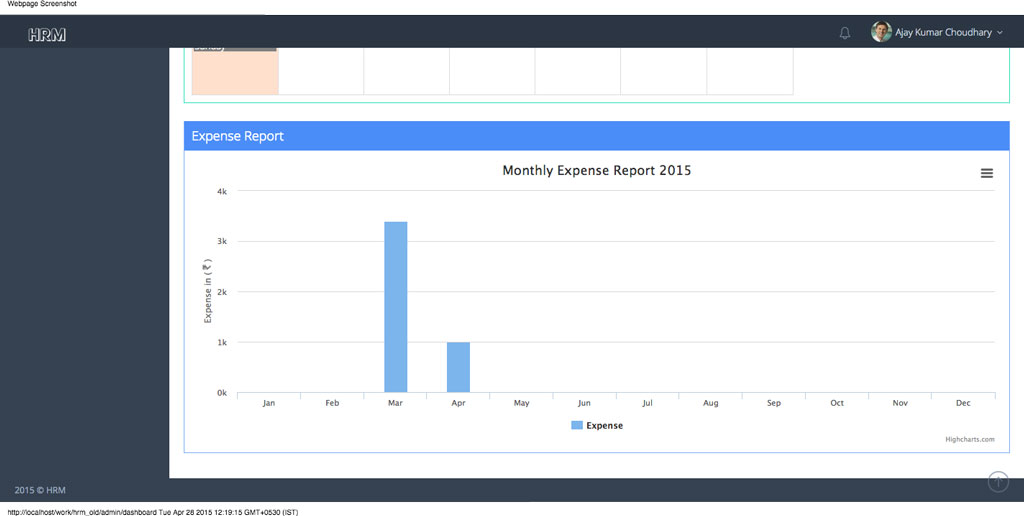 Webpage Screenshot
HRM
Ajay Kumar Choudhary
Sunday
Expense Report
Monthly Expense Report 2015
4k
3k
2k
1k
0k
Expense in ( ₹ )
Jan Feb Mar Apr May Jun Jul Aug Sep Oct Nov Dec
Expense
Highcharts.com
2015 © HRM
http://localhost/work/hrm_old/admin/dashboard Tue Apr 28 2015 12:19:15 GMT+0530 (IST)